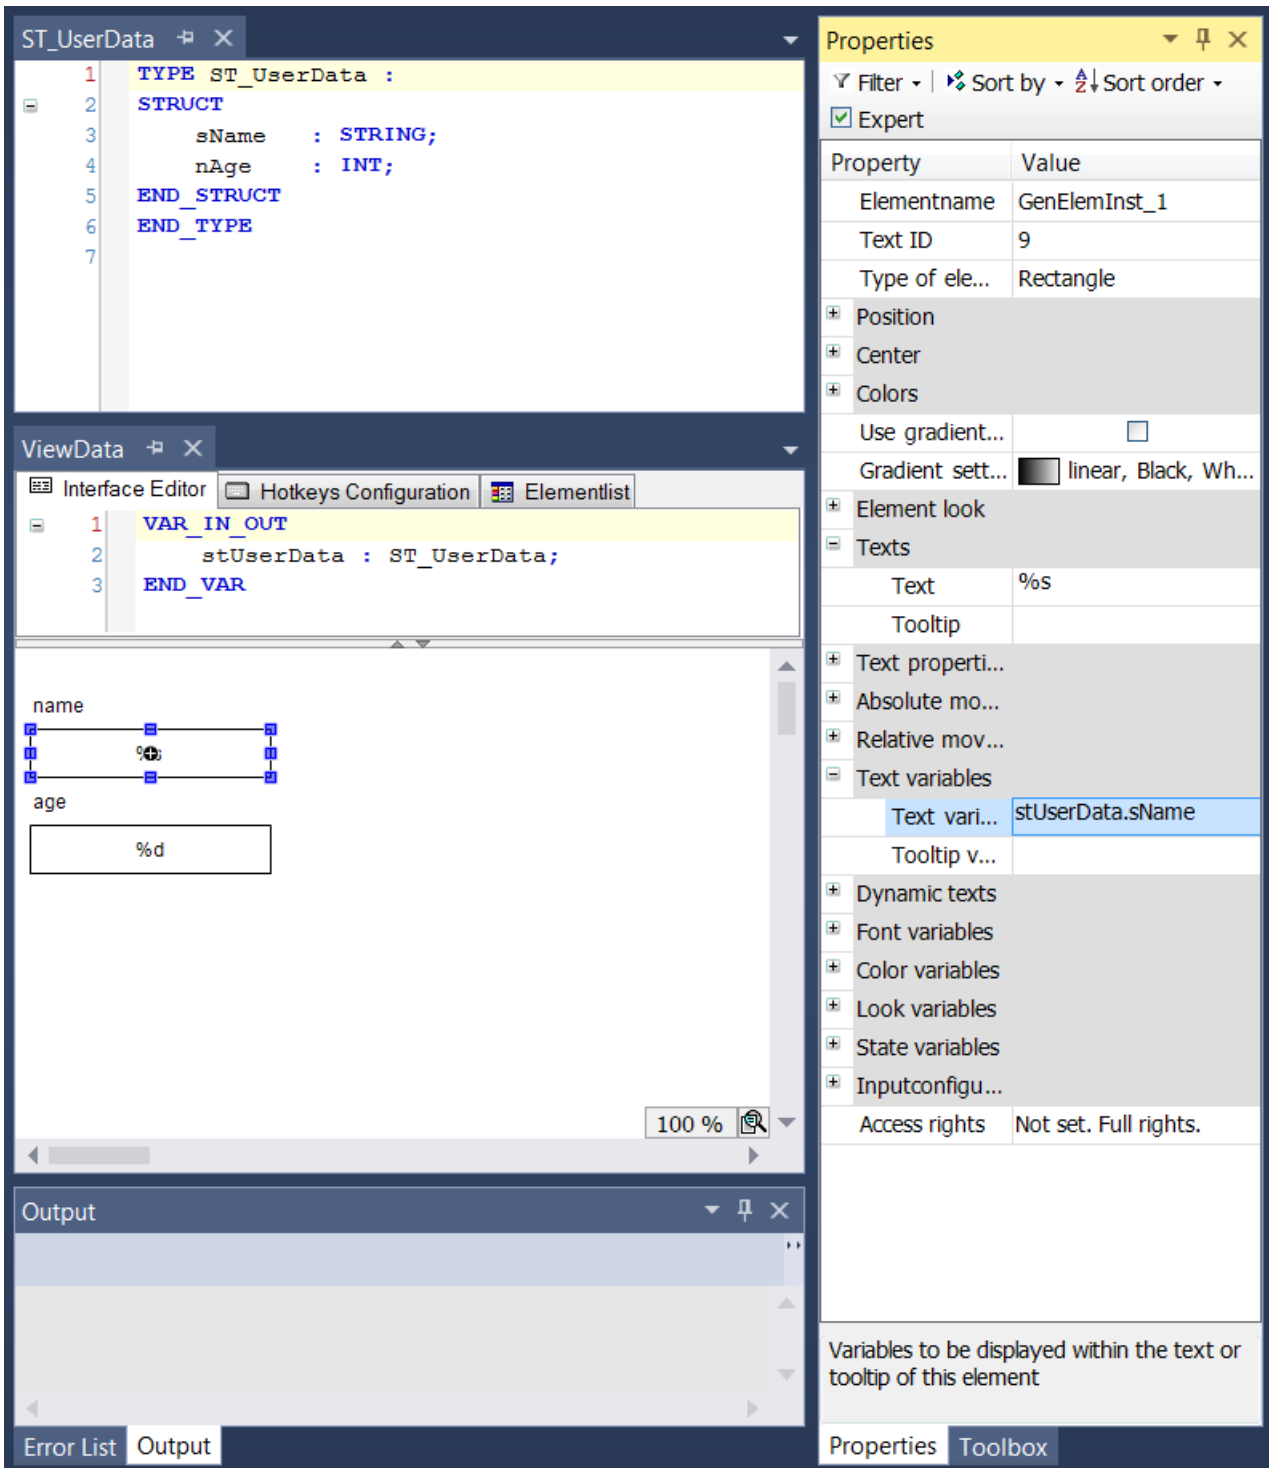 ST_UserData
1 TYPE ST_UserData :
2 STRUCT
3 sName : STRING;
4 nAge : INT;
5 END_STRUCT
6 END_TYPE
7
ViewData
Interface Editor Hotkeys Configuration Elementlist
1 VAR_IN_OUT
2 stUserData : ST_UserData;
3 END_VAR
name
age
%d
100 %
Output
Error List Output
Properties
Filter Sort by Sort order
Expert
Property Value
Elementname GenElemInst_1
Text ID 9
Type of ele... Rectangle
Position
Center
Colors
Use gradient...
Gradient sett... linear, Black, Wh...
Element look
Texts
Text %s
Tooltip
Text properti...
Absolute mo...
Relative mov...
Text variables
Text vari... stUserData.sName
Tooltip v...
Dynamic texts
Font variables
Color variables
Look variables
State variables
Inputconfigu...
Access rights Not set. Full rights.
Variables to be displayed within the text or
tooltip of this element
Properties Toolbox